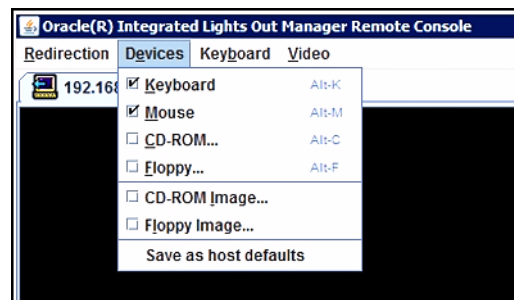 Oracle(R) Integrated Lights Out Manager Remote Console
Redirection Devices Keyboard Video
192.168
Keyboard Alt-K
Mouse Alt-M
CD-ROM... Alt-C
Floppy... Alt-F
CD-ROM Image...
Floppy Image...
Save as host defaults